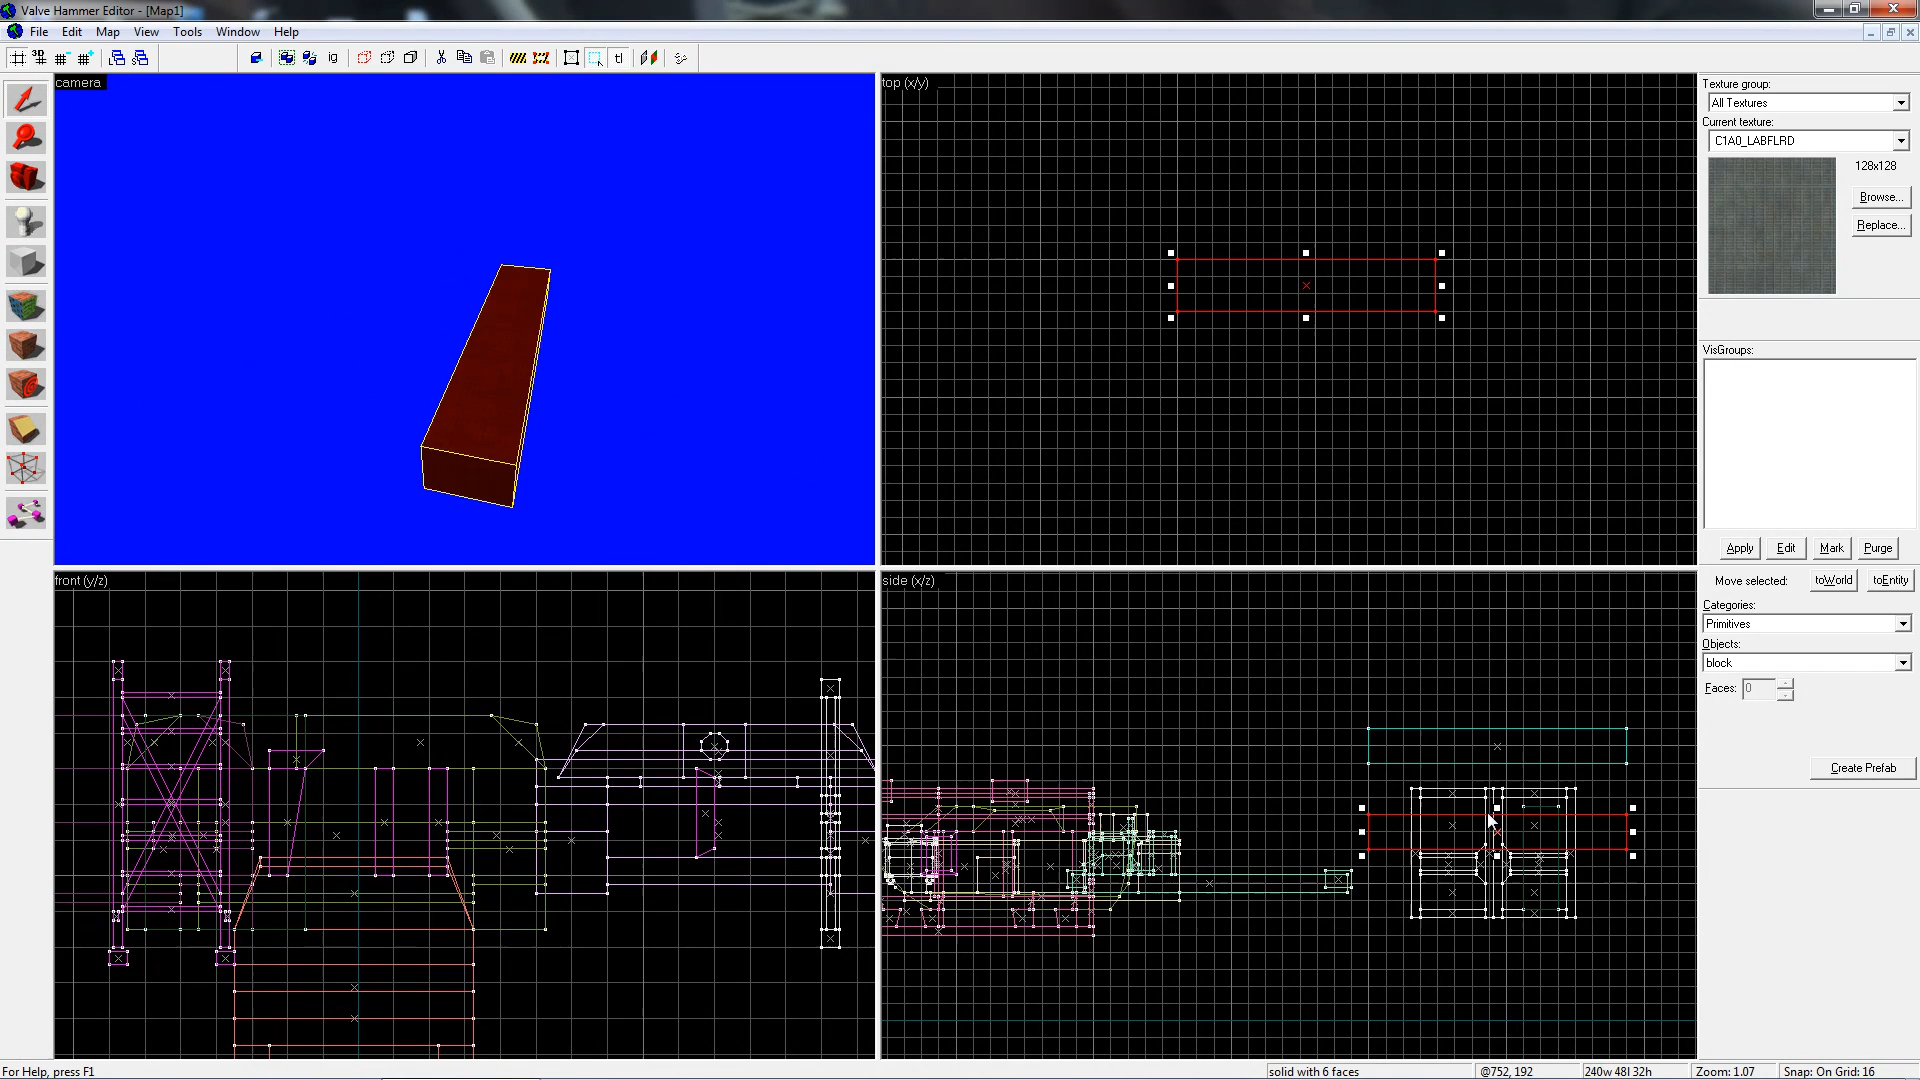 Valve Hammer Editor - [Map1]
File Edit Map View Tools Window Help
3D ig tl
camera
top (x/y)
front (y/z)
side (x/z)
Texture group:
All Textures
Current texture:
C1A0_LABFLRD
128x128
Browse...
Replace...
VisGroups:
Apply Edit Mark Purge
Move selected: toWorld toEntity
Categories:
Primitives
Objects:
block
Faces: 0
Create Prefab
For Help, press F1
solid with 6 faces
@752, 192
240w 48l 32h
Zoom: 1.07
Snap: On Grid: 16